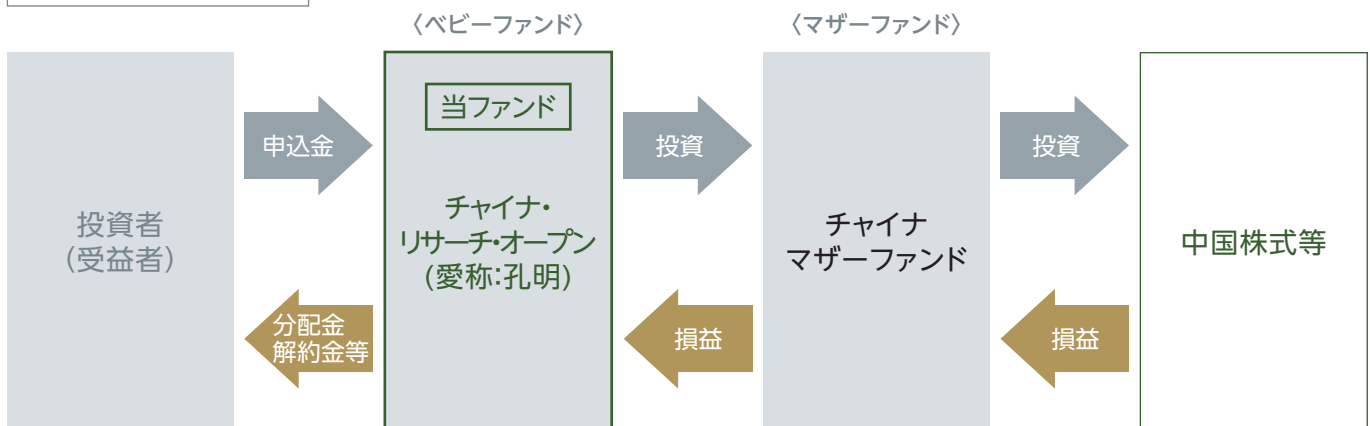 〈ベビーファンド〉
〈マザーファンド〉
投資者
(受益者)
申込金
分配金
解約金等
当ファンド
チャイナ・
リサーチ・オープン
(愛称:孔明)
投資
損益
チャイナ
マザーファンド
投資
損益
中国株式等